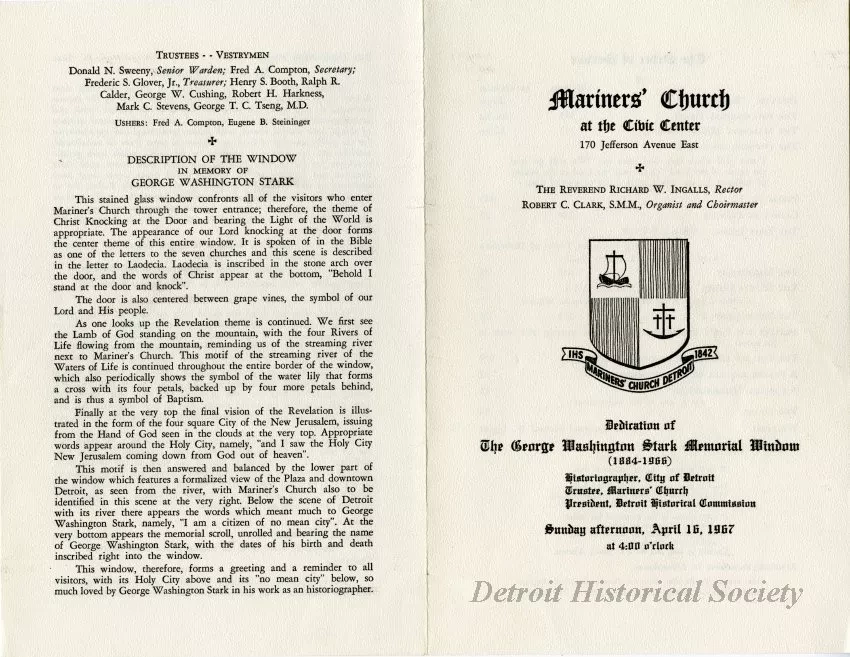 TRUSTEES - - VESTRYMEN
Donald N. Sweeny, Senior Warden; Fred A. Compton, Secretary;
Frederic S. Glover, Jr., Treasurer; Henry S. Booth, Ralph R.
Calder, George W. Cushing, Robert H. Harkness,
Mark C. Stevens, George T. C. Tseng, M.D.
USHERS: Fred A. Compton, Eugene B. Steininger
DESCRIPTION OF THE WINDOW
IN MEMORY OF
GEORGE WASHINGTON STARK
This stained glass window confronts all of the visitors who enter
Mariner's Church through the tower entrance; therefore, the theme of
Christ Knocking at the Door and bearing the Light of the World is
appropriate. The appearance of our Lord knocking at the door forms
the center theme of this entire window. It is spoken of in the Bible
as one of the letters to the seven churches and this scene is described
in the letter to Laodecia. Laodecia is inscribed in the stone arch over
the door, and the words of Christ appear at the bottom, "Behold I
stand at the door and knock".
The door is also centered between grape vines, the symbol of our
Lord and His people.
As one looks up the Revelation theme is continued. We first see
the Lamb of God standing on the mountain, with the four Rivers of
Life flowing from the mountain, reminding us of the streaming river
next to Mariner's Church. This motif of the streaming river of the
Waters of Life is continued throughout the entire border of the window,
which also periodically shows the symbol of the water lily that forms
a cross with its four petals, backed up by four more petals behind,
and is thus a symbol of Baptism.
Finally at the very top the final vision of the Revelation is illus-
trated in the form of the four square City of the New Jerusalem, issuing
from the Hand of God seen in the clouds at the very top. Appropriate
words appear around the Holy City, namely, "and I saw the Holy City
New Jerusalem coming down from God out of heaven".
This motif is then answered and balanced by the lower part of
the window which features a formalized view of the Plaza and downtown
Detroit, as seen from the river, with Mariner's Church also to be
identified in this scene at the very right. Below the scene of Detroit
with its river there appears the words which meant much to George
Washington Stark, namely, "I am a citizen of no mean city". At the
very bottom appears the memorial scroll, unrolled and bearing the name
of George Washington Stark, with the dates of his birth and death
inscribed right into the window.
This window, therefore, forms a greeting and a reminder to all
visitors, with its Holy City above and its "no mean city" below, so
much loved by George Washington Stark in his work as an historiographer.
Mariners' Church
at the Civic Center
170 Jefferson Avenue East
THE REVEREND RICHARD W. INGALLS, Rector
ROBERT C. CLARK, S.M.M., Organist and Choirmaster
IHS
1842
MARINERS' CHURCH DETROIT
Dedication of
The George Washington Stark Memorial Window
(1884-1966)
Historiographer, City of Detroit
Trustee, Mariners' Church
President, Detroit Historical Commission
Sunday afternoon, April 16, 1967
at 4:00 o'clock
Detroit Historical Society